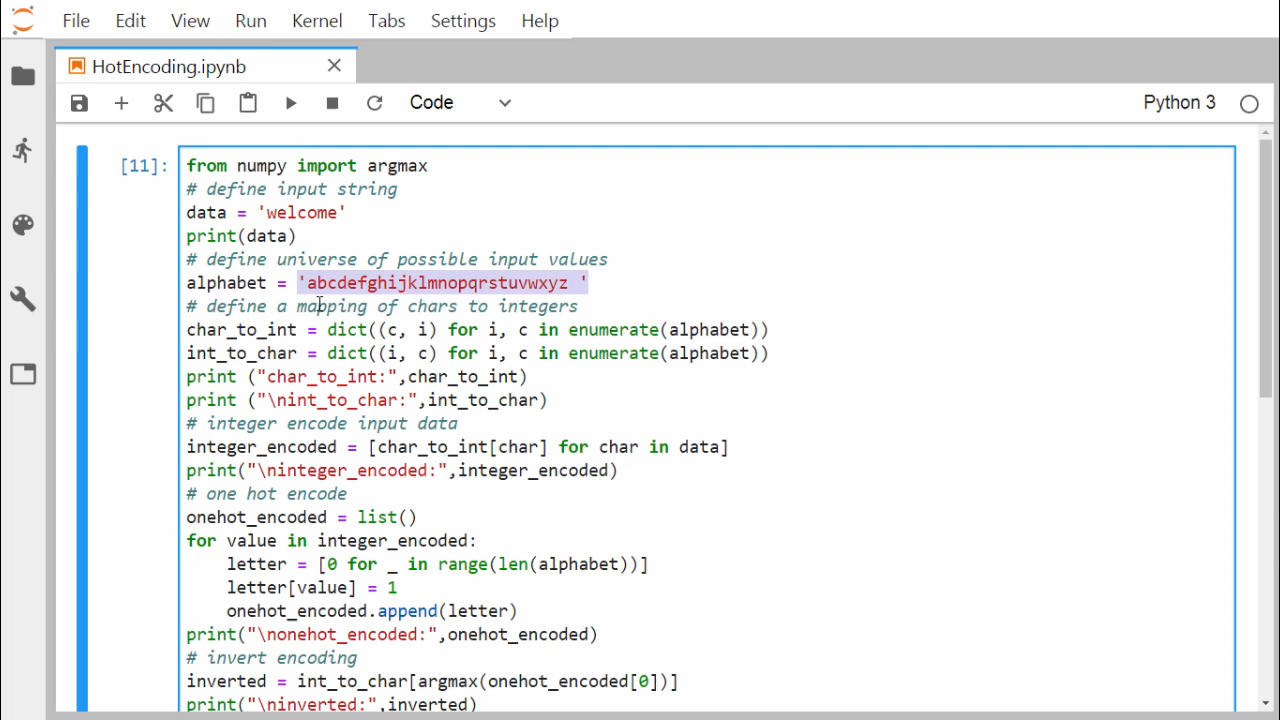 File Edit View Run Kernel Tabs Settings Help
HotEncoding.ipynb
Code Python 3
[11]:
from numpy import argmax
# define input string
data = 'welcome'
print(data)
# define universe of possible input values
alphabet = 'abcdefghijklmnopqrstuvwxyz '
# define a mapping of chars to integers
char_to_int = dict((c, i) for i, c in enumerate(alphabet))
int_to_char = dict((i, c) for i, c in enumerate(alphabet))
print ("char_to_int:",char_to_int)
print ("\nint_to_char:",int_to_char)
# integer encode input data
integer_encoded = [char_to_int[char] for char in data]
print("\ninteger_encoded:",integer_encoded)
# one hot encode
onehot_encoded = list()
for value in integer_encoded:
    letter = [0 for _ in range(len(alphabet))]
    letter[value] = 1
    onehot_encoded.append(letter)
print("\nonehot_encoded:",onehot_encoded)
# invert encoding
inverted = int_to_char[argmax(onehot_encoded[0])]
print("\ninverted:",inverted)